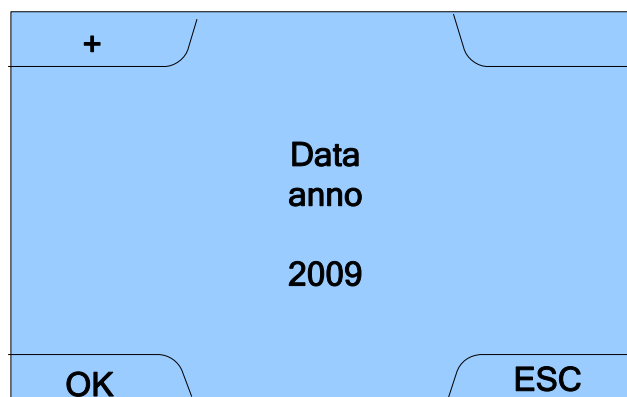 +
Data
anno
2009
OK
ESC